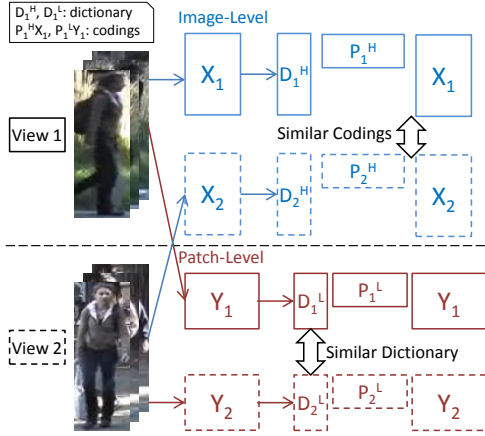 D₁ᴴ, D₁ᴸ: dictionary
P₁ᴴX₁, P₁ᴸY₁: codings
Image-Level
X₁
D₁ᴴ
P₁ᴴ
X₁
View 1
Similar Codings
X₂
D₂ᴴ
P₂ᴴ
X₂
Patch-Level
Y₁
D₁ᴸ
P₁ᴸ
Y₁
View 2
Similar Dictionary
Y₂
D₂ᴸ
P₂ᴸ
Y₂